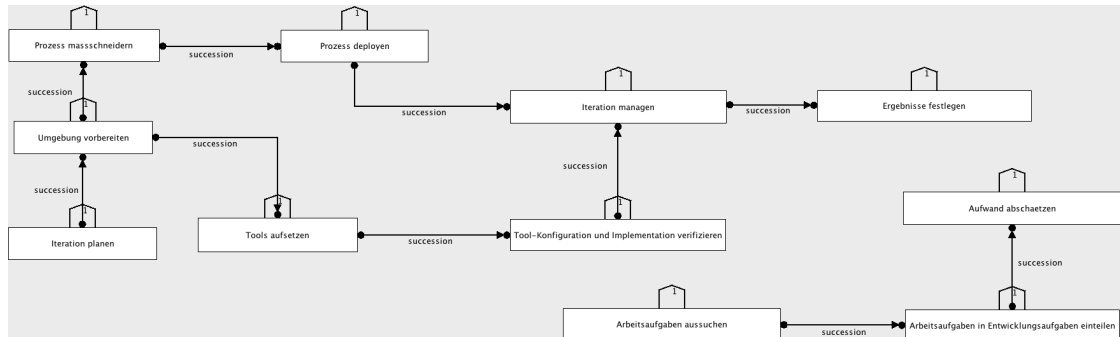 1
1
Prozess massschneidern
succession
Prozess deployen
1
1
succession
1
succession
Iteration managen
succession
Ergebnisse festlegen
Umgebung vorbereiten
succession
1
succession
1
1
1
Iteration planen
Tools aufsetzen
succession
Tool-Konfiguration und Implementation verifizieren
Aufwand abschaetzen
succession
1
1
Arbeitsaufgaben aussuchen
succession
Arbeitsaufgaben in Entwicklungsaufgaben einteilen
succession